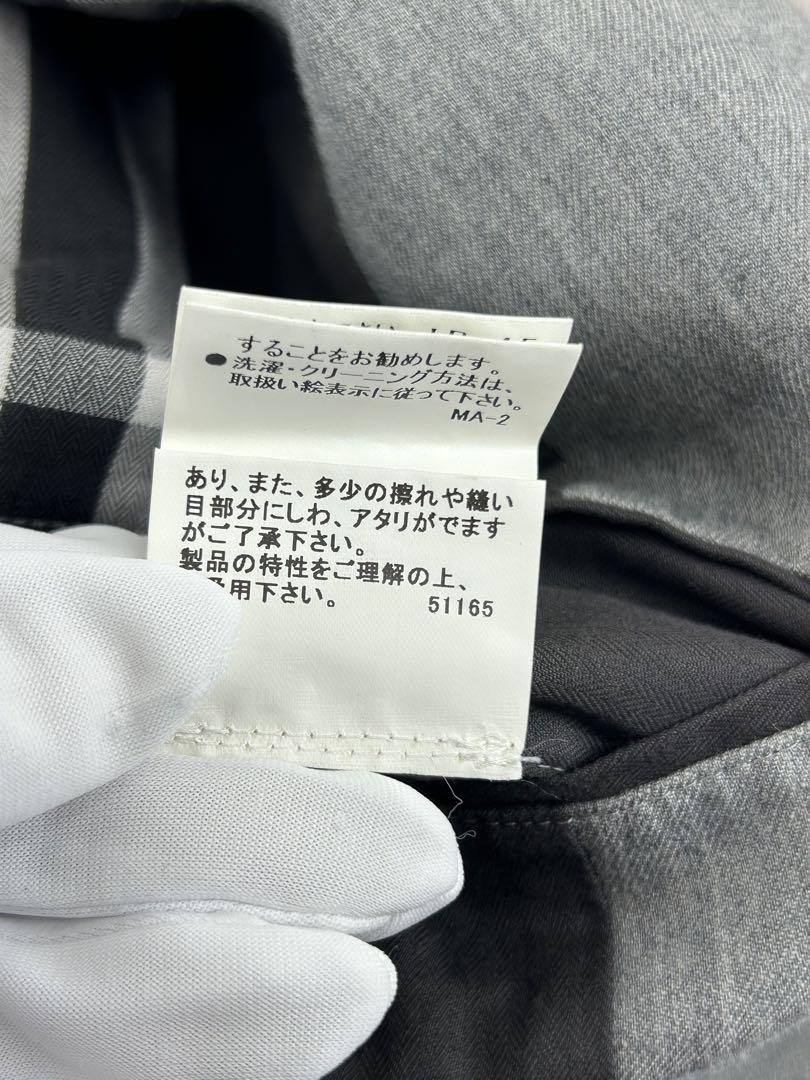 することをお勧めします。
●洗濯・クリーニング方法は、
取扱い絵表示に従って下さい。
MA-2
あり、また、多少の擦れや縫い
目部分にしわ、アタリがでます
がご了承下さい。
製品の特性をご理解の上、
用下さい。 51165